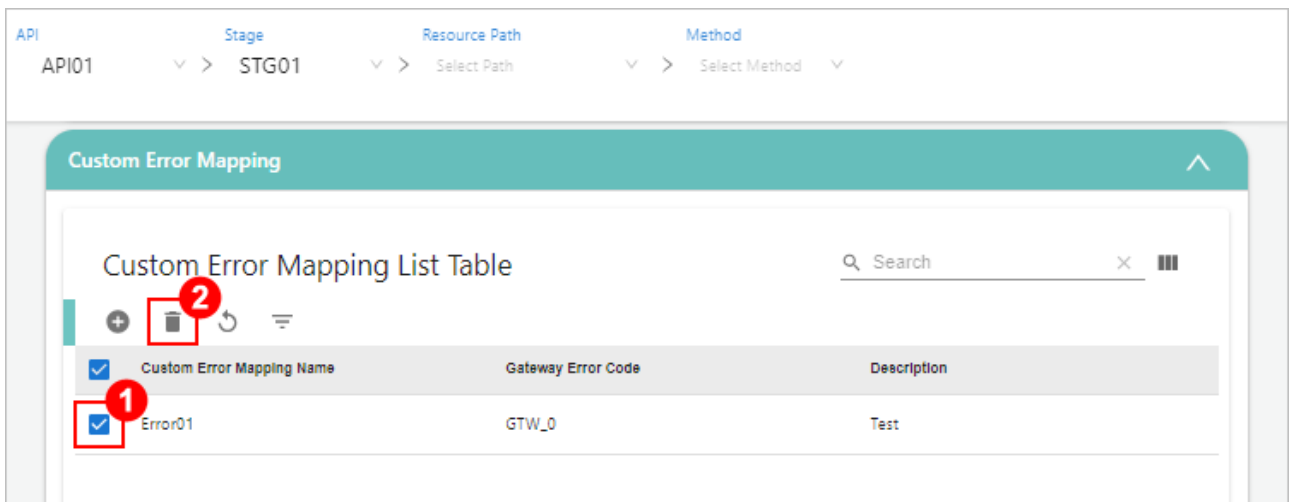 API Stage Resource Path Method
API01 > STG01 > Select Path > Select Method
Custom Error Mapping
Custom Error Mapping List Table
Search
2
Custom Error Mapping Name Gateway Error Code Description
1
Error01 GTW_0 Test